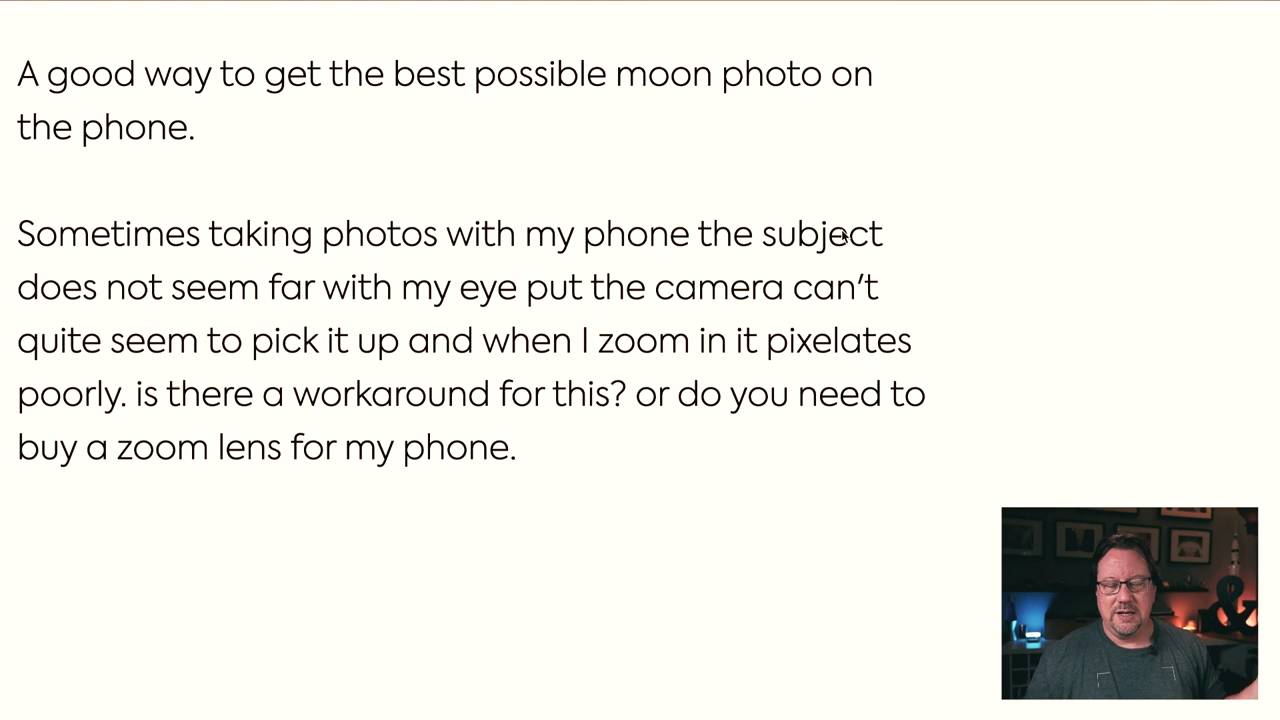 A good way to get the best possible moon photo on
the phone.
Sometimes taking photos with my phone the subject
does not seem far with my eye put the camera can't
quite seem to pick it up and when I zoom in it pixelates
poorly. is there a workaround for this? or do you need to
buy a zoom lens for my phone.
&